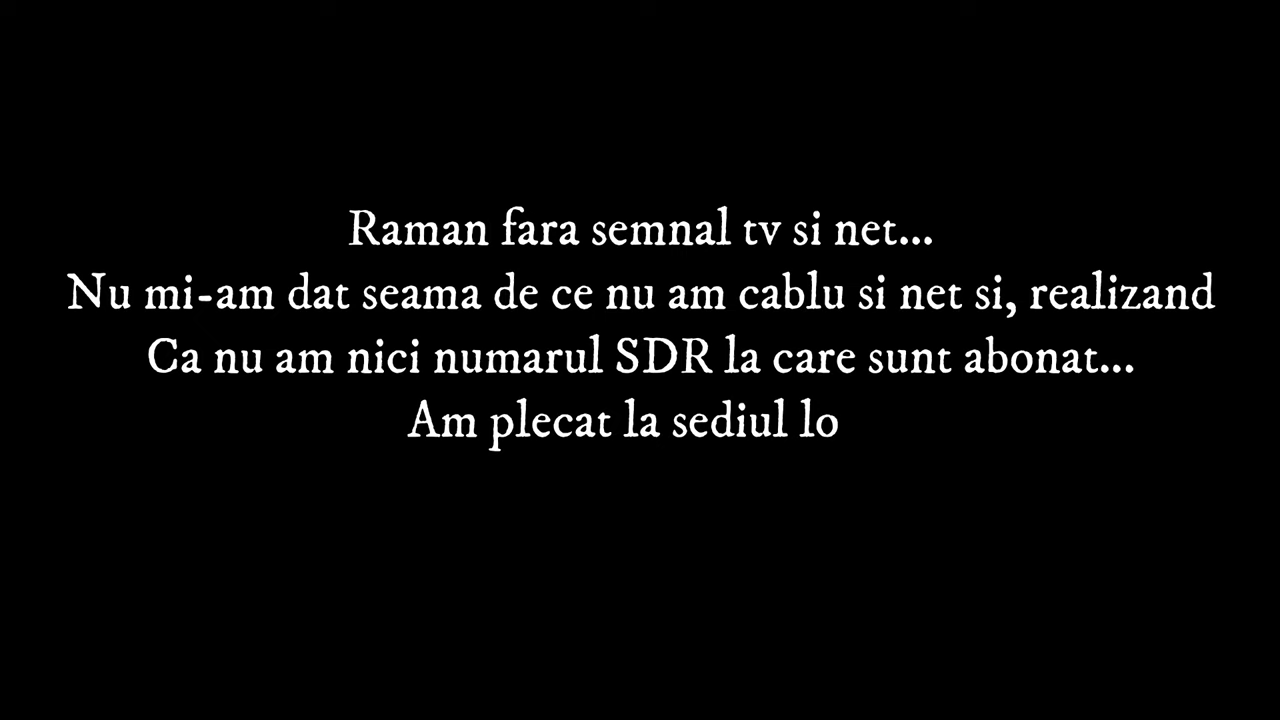 Raman fara semnal tv si net...
Nu mi-am dat seama de ce nu am cablu si net si, realizand
Ca nu am nici numarul SDR la care sunt abonat...
Am plecat la sediul lo